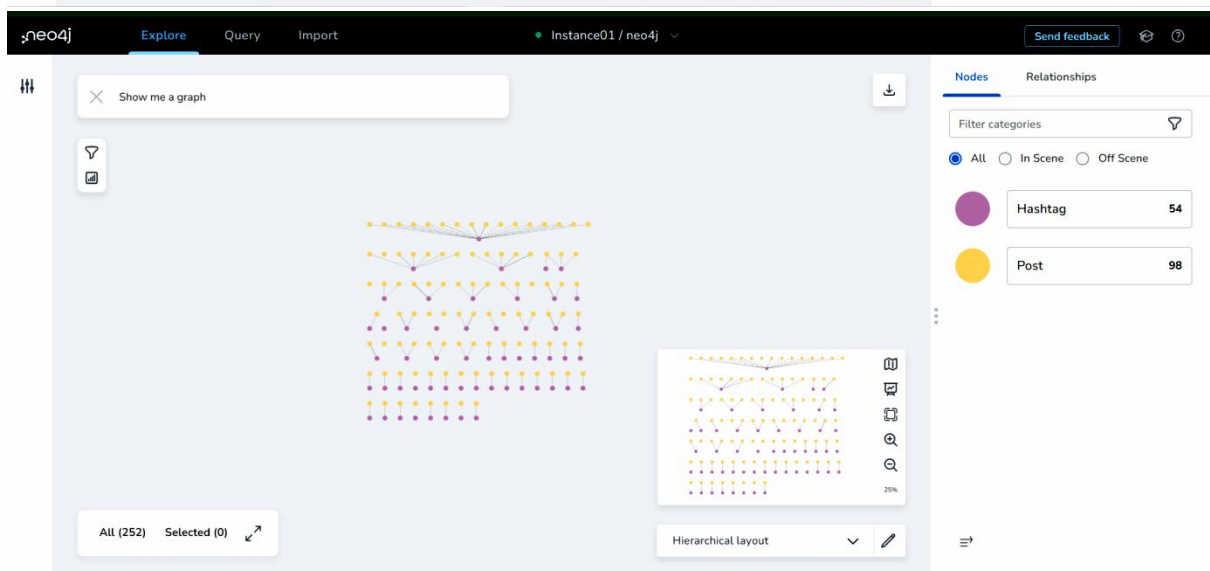 neo4j Explore Query Import Instance01 / neo4j Send feedback
Show me a graph
Nodes Relationships
Filter categories
All In Scene Off Scene
Hashtag 54
Post 98
25%
All (252) Selected (0)
Hierarchical layout